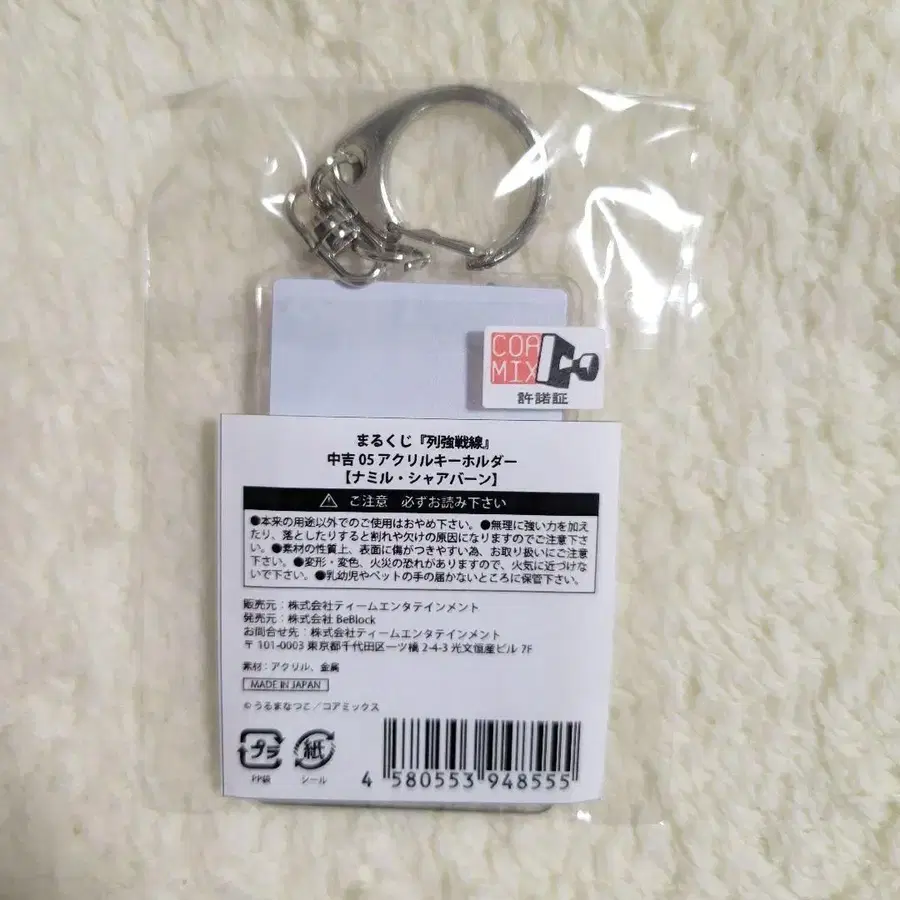 COA
MIX
許諾証
まるくじ『列強戦線』
中吉 05 アクリルキーホルダー
【ナミル・シャアバーン】
⚠ ご注意 必ずお読み下さい
●本来の用途以外でのご使用はおやめ下さい。●無理に強い力を加え
たり、落としたりすると割れや欠けの原因になりますのでご注意下さ
い。●素材の性質上、表面に傷がつきやすい為、お取り扱いにご注意
下さい。●変形・変色、火災の恐れがありますので、火気に近づけな
いで下さい。●乳幼児やペットの手の届かないところに保管下さい。
販売元：株式会社ティームエンタテインメント
発売元：株式会社 BeBlock
お問合せ先：株式会社ティームエンタテインメント
〒 101-0003 東京都千代田区一ツ橋 2-4-3 光文恒産ビル 7F
素材：アクリル、金属
MADE IN JAPAN
© うるまなつこ／コアミックス
プラ
PP袋
紙
シール
4 580553 948555